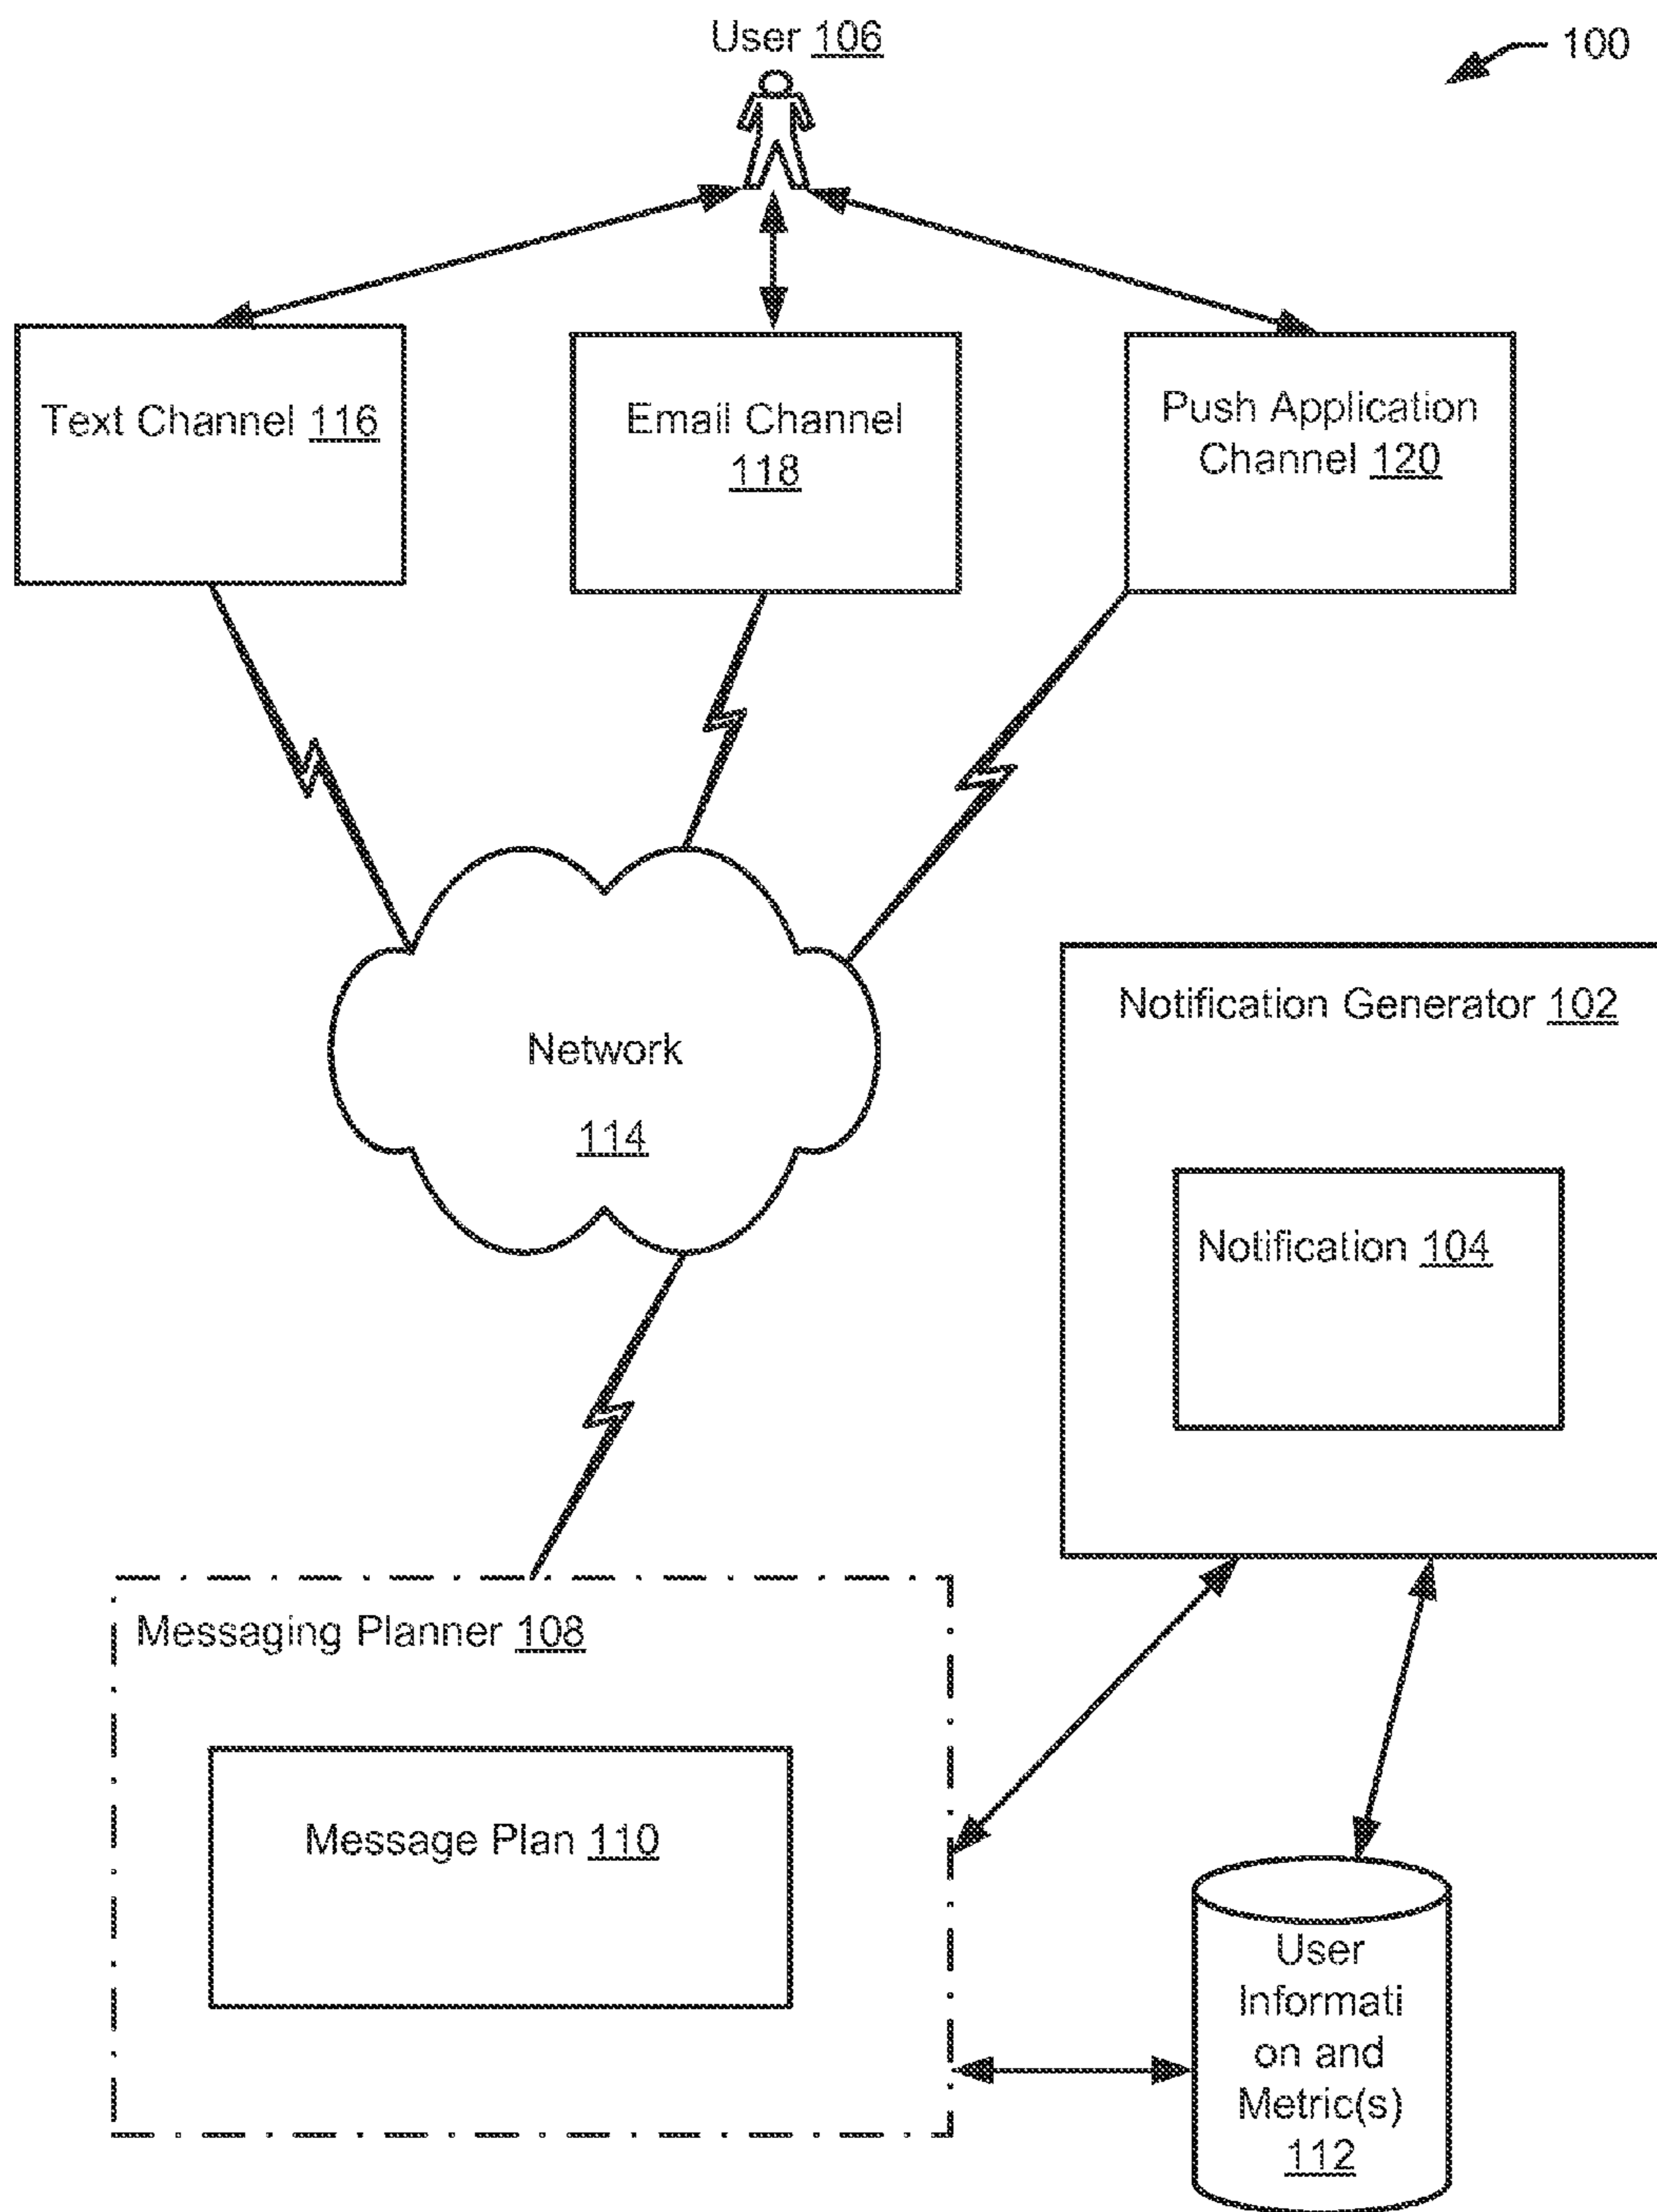 User 106
100
Text Channel 116
Email Channel
118
Push Application
Channel 120
Network
114
Notification Generator 102
Notification 104
Messaging Planner 108
Message Plan 110
User
Informati
on and
Metric(s)
112